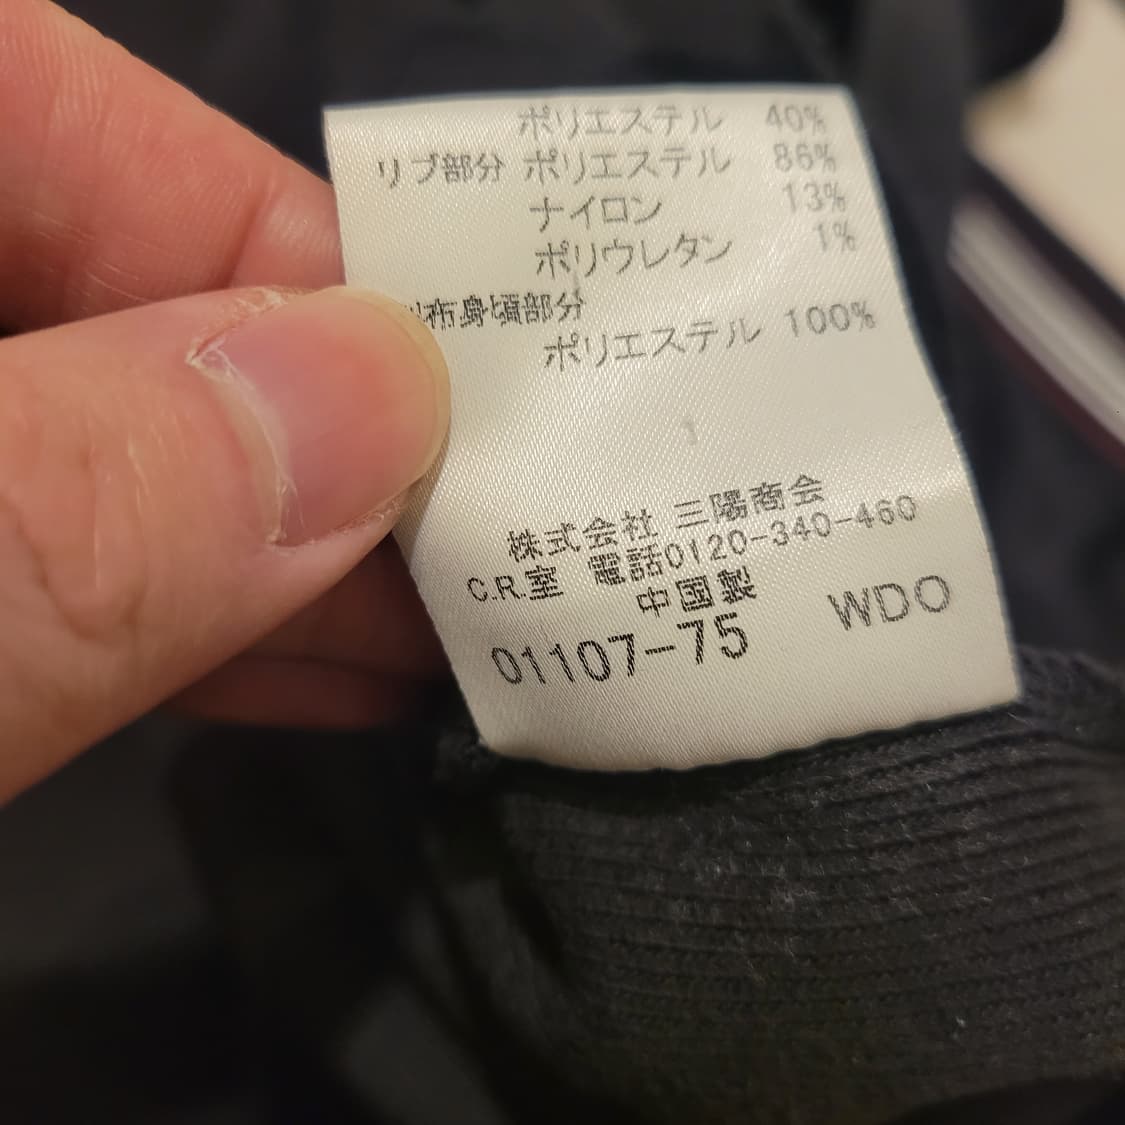 ポリエステル 40%
リブ部分 ポリエステル 86%
ナイロン 13%
ポリウレタン 1%
布身頃部分
ポリエステル 100%
株式会社 三陽商会
C.R.室 電話0120-340-460
中国製
01107-75 WDO